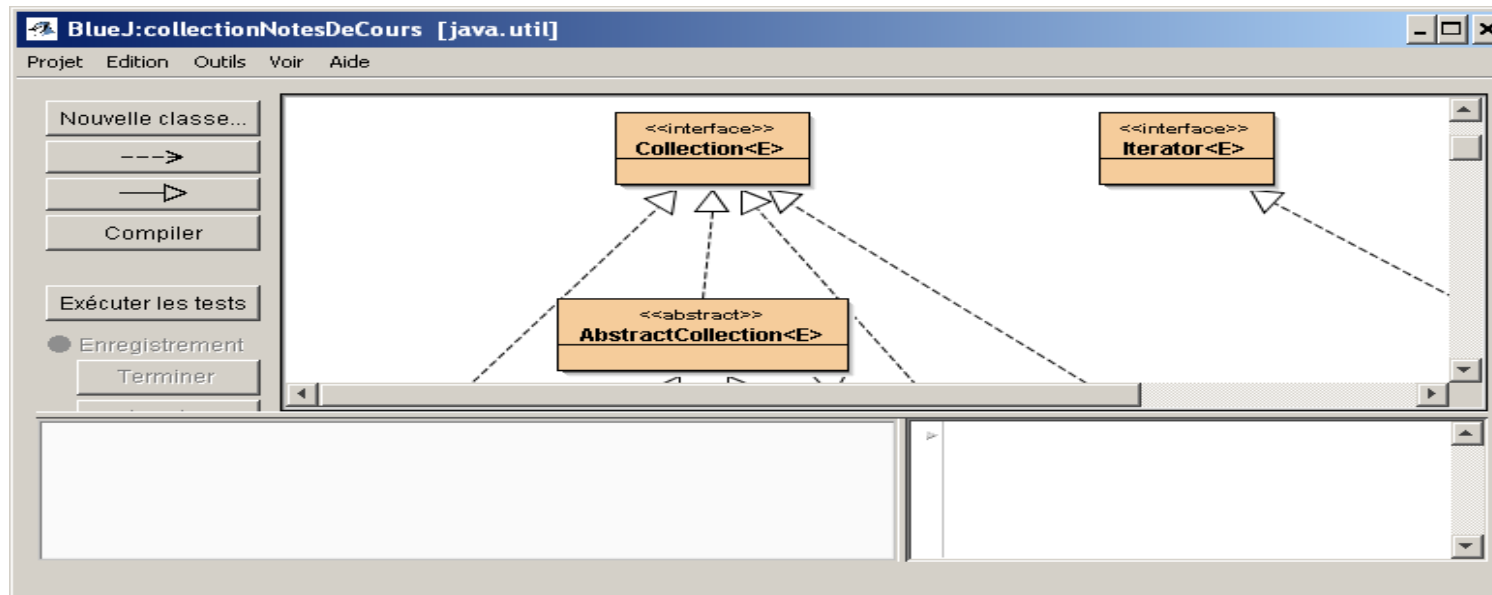 BlueJ:collectionNotesDeCours [java.util]
Projet Edition Outils Voir Aide
Nouvelle classe...
Compiler
Exécuter les tests
Enregistrement
Terminer
<<interface>>
Collection<E>
<<interface>>
Iterator<E>
<<abstract>>
AbstractCollection<E>